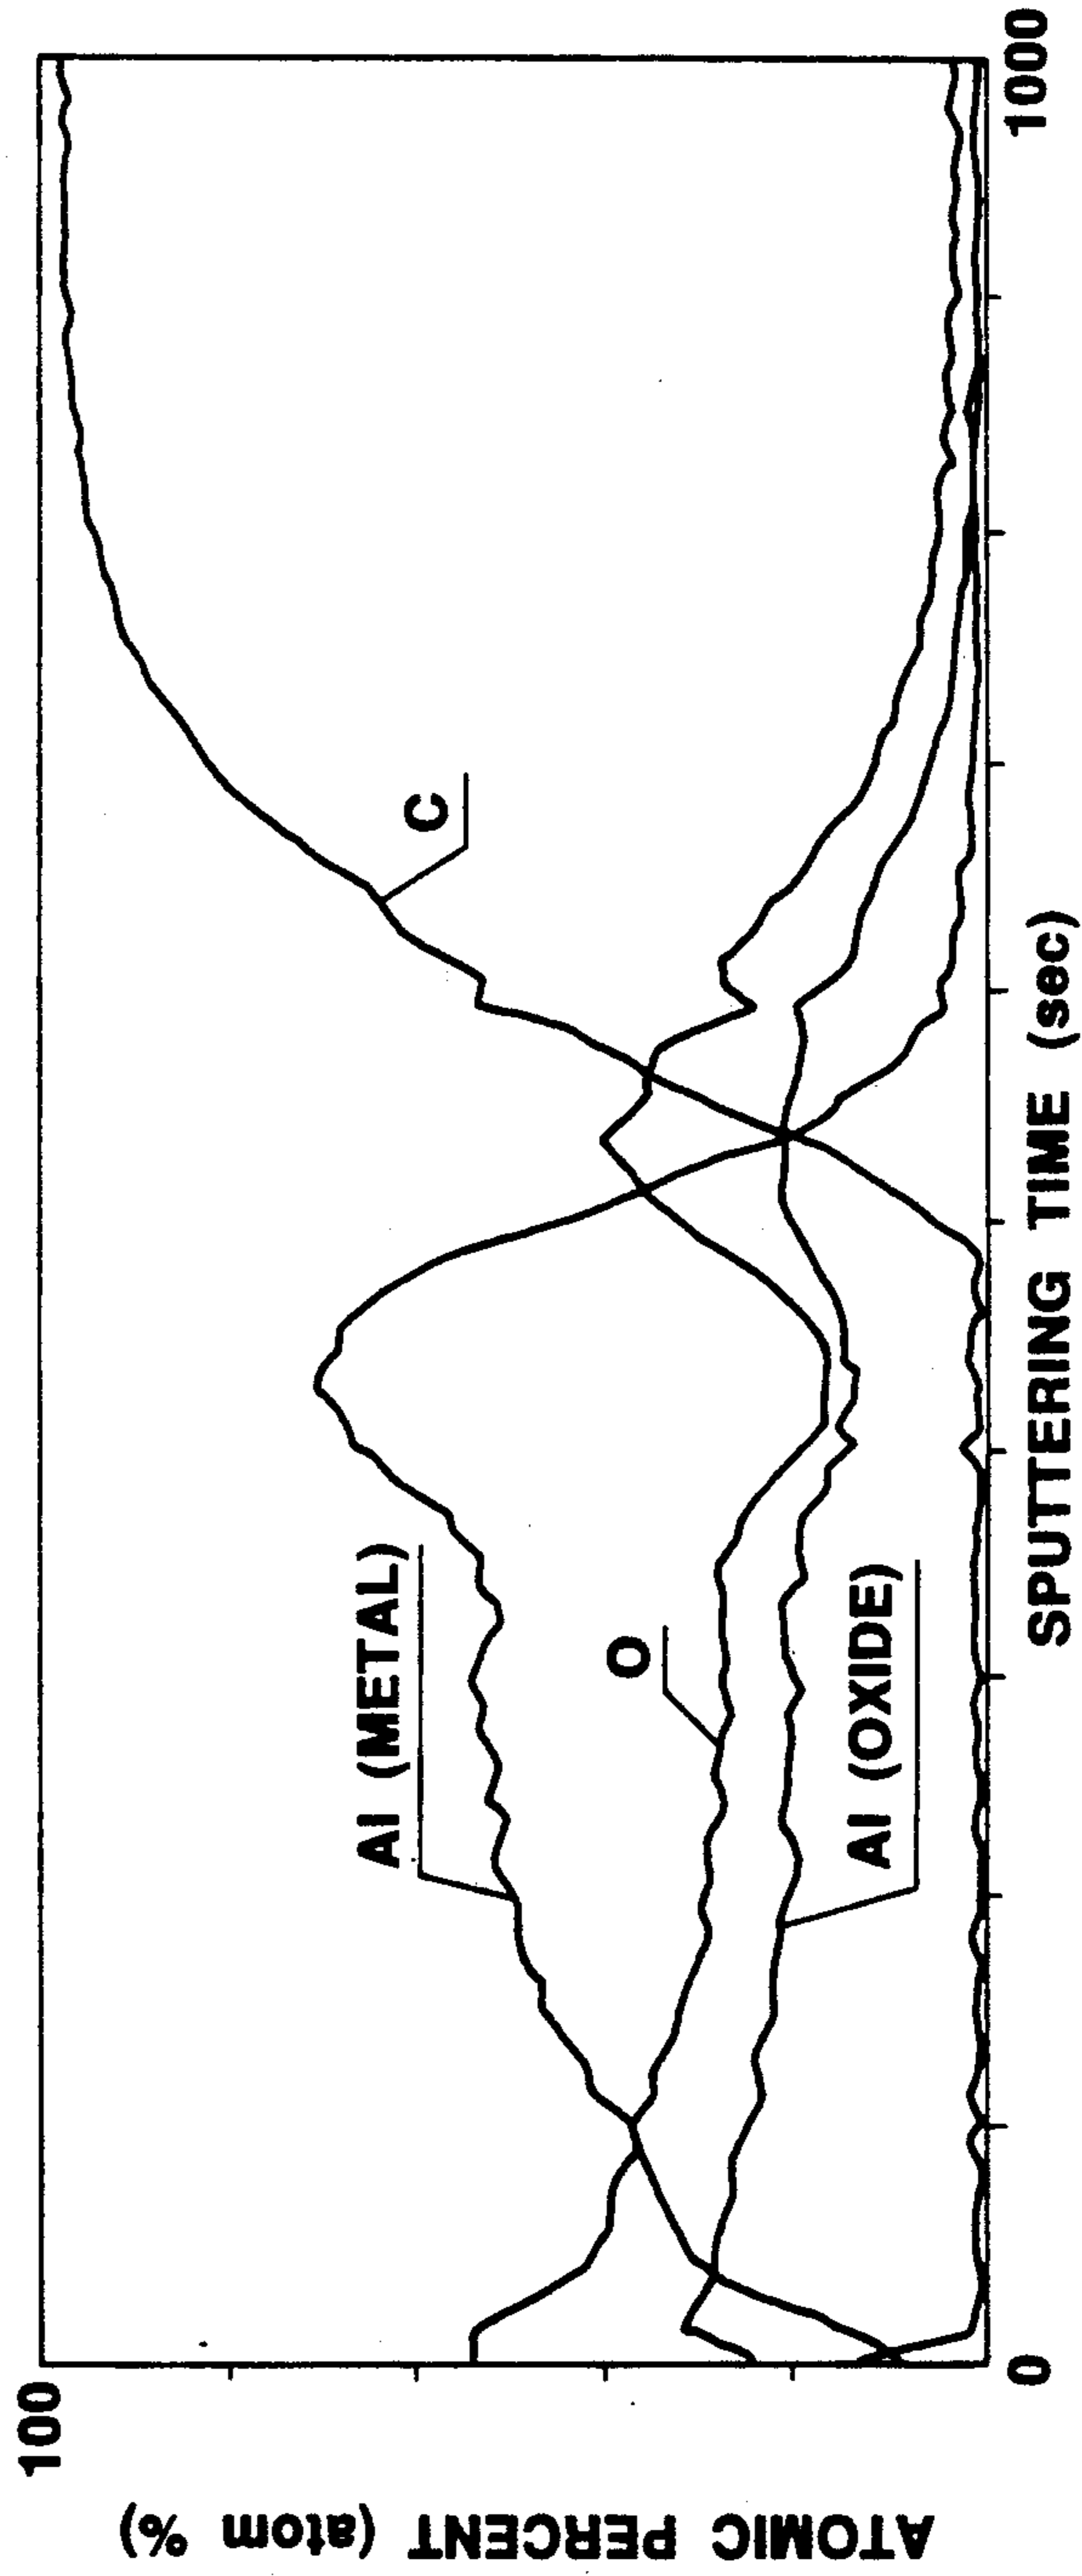 ATOMIC PERCENT (atom %)
100
Al (METAL)
O
Al (OXIDE)
C
0
1000
SPUTTERING TIME (sec)